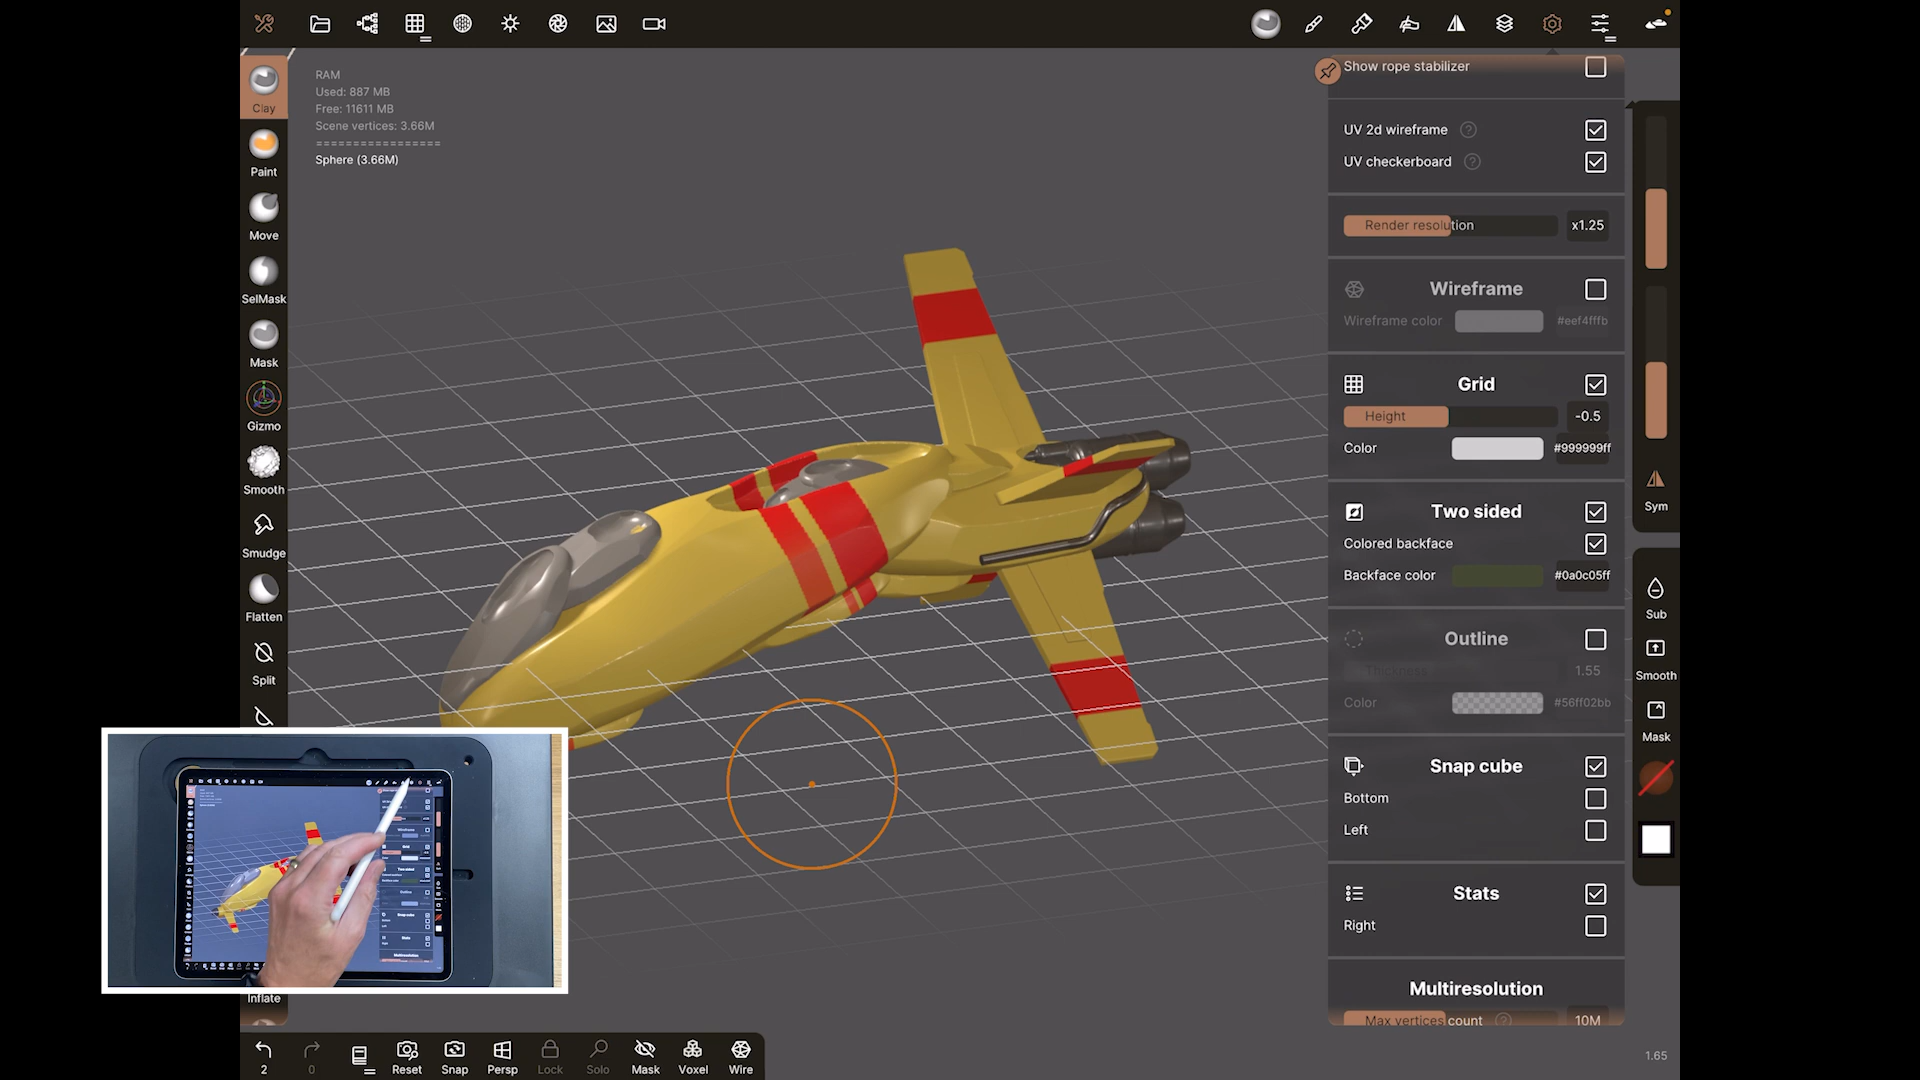 RAM
Used: 887 MB
Free: 11611 MB
Scene vertices: 3.66M
=================
Sphere (3.66M)
Clay
Paint
Move
SelMask
Mask
Gizmo
Smooth
Smudge
Flatten
Split
Inflate
Show rope stabilizer
UV 2d wireframe ?
UV checkerboard ?
Render resolution x1.25
Wireframe
Wireframe color #eef4fffb
Grid
Height -0.5
Color #999999ff
Two sided
Colored backface
Backface color #0a0c05ff
Outline
Thickness 1.55
Color #56ff02bb
Snap cube
Bottom
Left
Stats
Right
Multiresolution
Max vertices count ? 10M
Sym
Sub
Smooth
Mask
2
0
Reset
Snap
Persp
Lock
Solo
Mask
Voxel
Wire
1.65